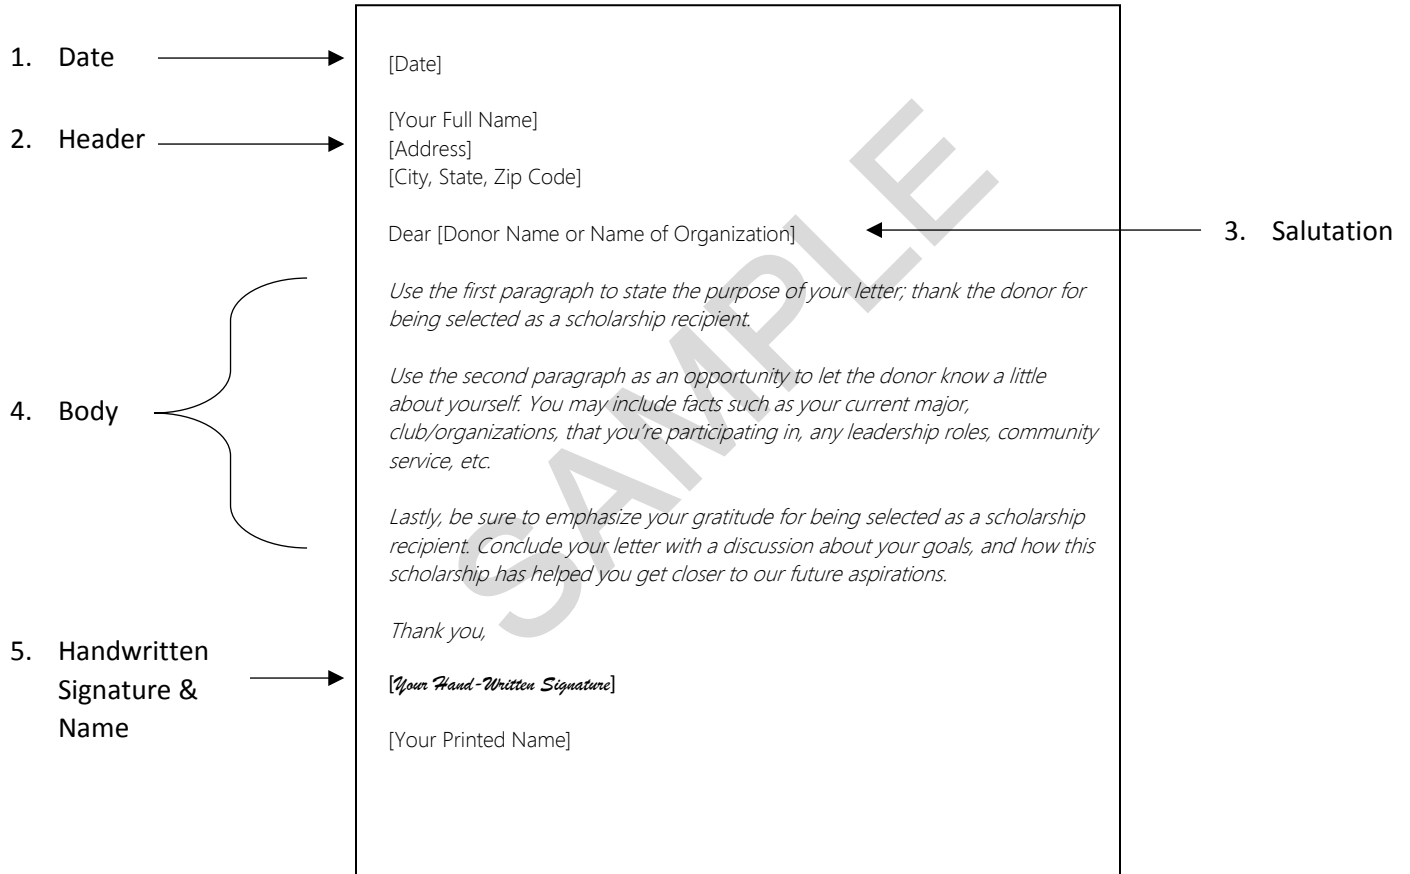 1. Date
[Date]
2. Header
[Your Full Name]
[Address]
[City, State, Zip Code]
Dear [Donor Name or Name of Organization]
3. Salutation
4. Body
Use the first paragraph to state the purpose of your letter; thank the donor for
being selected as a scholarship recipient.
Use the second paragraph as an opportunity to let the donor know a little
about yourself. You may include facts such as your current major,
club/organizations, that you're participating in, any leadership roles, community
service, etc.
Lastly, be sure to emphasize your gratitude for being selected as a scholarship
recipient. Conclude your letter with a discussion about your goals, and how this
scholarship has helped you get closer to our future aspirations.
Thank you,
5. Handwritten
Signature &
Name
[Your Hand-Written Signature]
[Your Printed Name]
SAMPLE